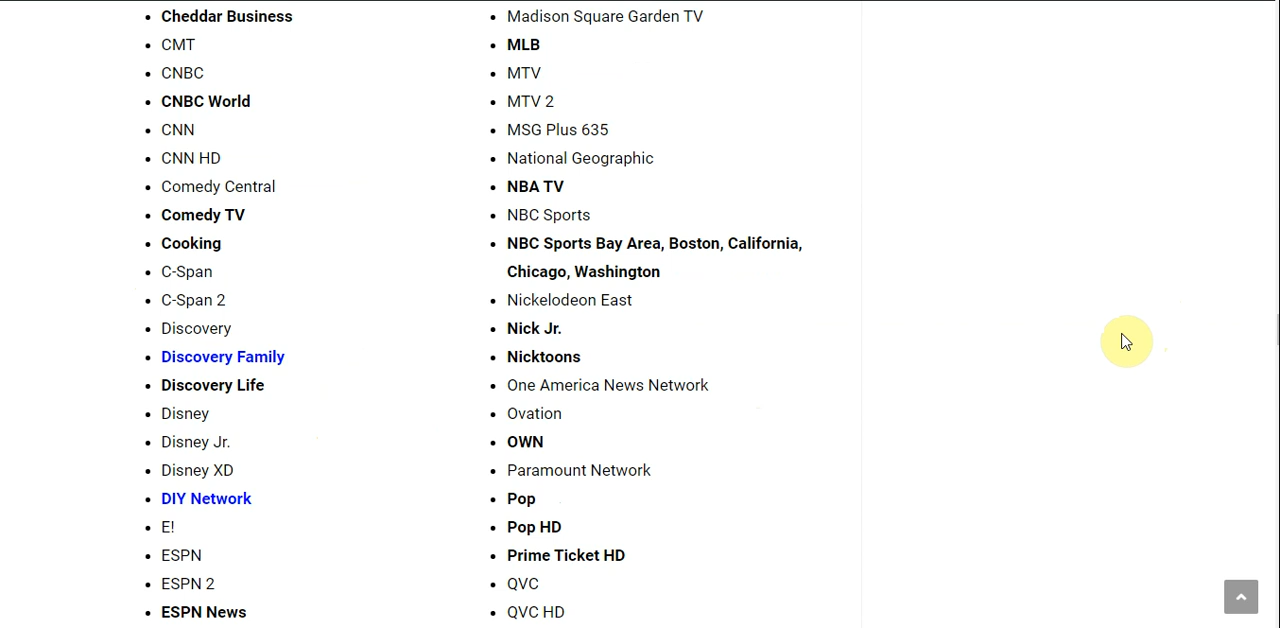 Cheddar Business
CMT
CNBC
CNBC World
CNN
CNN HD
Comedy Central
Comedy TV
Cooking
C-Span
C-Span 2
Discovery
Discovery Family
Discovery Life
Disney
Disney Jr.
Disney XD
DIY Network
E!
ESPN
ESPN 2
ESPN News
Madison Square Garden TV
MLB
MTV
MTV 2
MSG Plus 635
National Geographic
NBA TV
NBC Sports
NBC Sports Bay Area, Boston, California,
Chicago, Washington
Nickelodeon East
Nick Jr.
Nicktoons
One America News Network
Ovation
OWN
Paramount Network
Pop
Pop HD
Prime Ticket HD
QVC
QVC HD